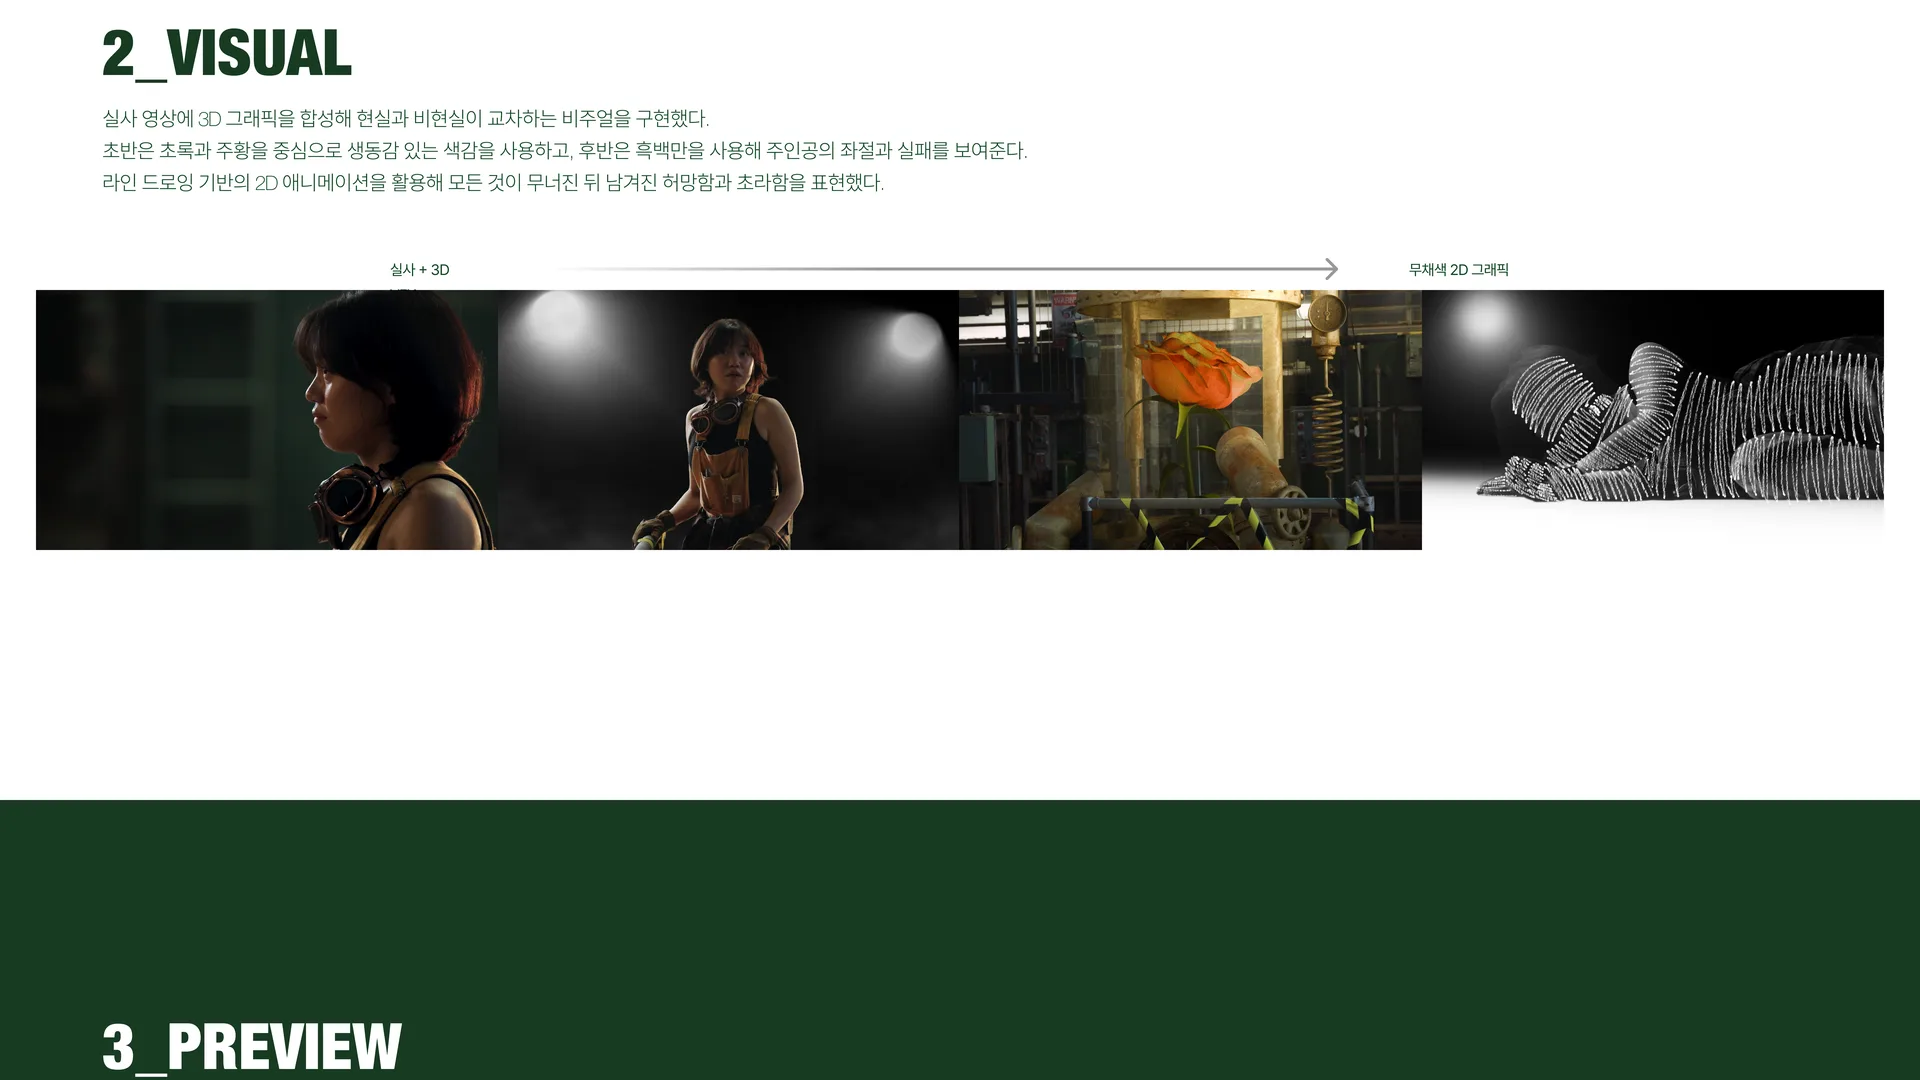 2_VISUAL
실사 영상에 3D 그래픽을 합성해 현실과 비현실이 교차하는 비주얼을 구현했다.
초반은 초록과 주황을 중심으로 생동감 있는 색감을 사용하고, 후반은 흑백만을 사용해 주인공의 좌절과 실패를 보여준다.
라인 드로잉 기반의 2D 애니메이션을 활용해 모든 것이 무너진 뒤 남겨진 허망함과 초라함을 표현했다.
실사 + 3D
무채색 2D 그래픽
3_PREVIEW